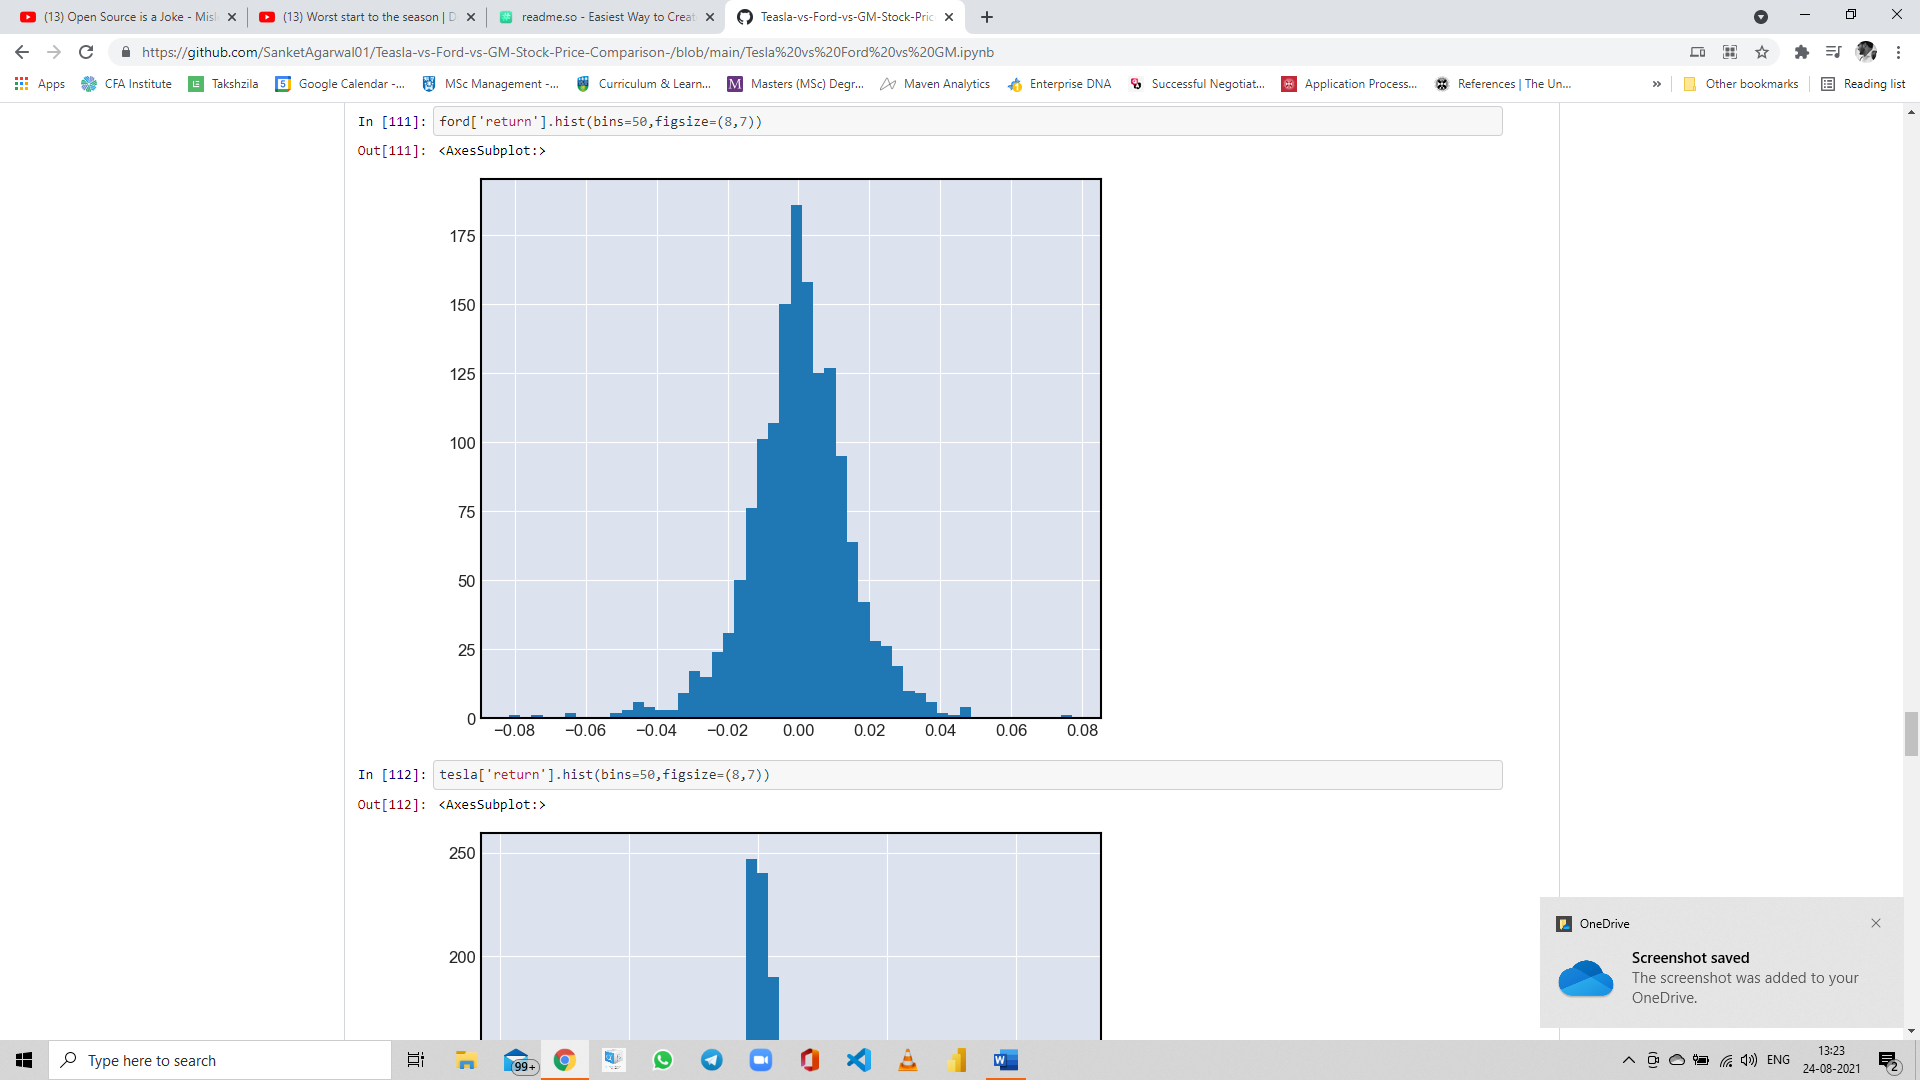 (13) Open Source is a Joke - Misl
(13) Worst start to the season | D
readme.so - Easiest Way to Creat
Teasla-vs-Ford-vs-GM-Stock-Pric
https://github.com/SanketAgarwal01/Teasla-vs-Ford-vs-GM-Stock-Price-Comparison-/blob/main/Tesla%20vs%20Ford%20vs%20GM.ipynb
Apps
CFA Institute
Takshzila
Google Calendar -...
MSc Management -...
Curriculum & Learn...
Masters (MSc) Degr...
Maven Analytics
Enterprise DNA
Successful Negotiat...
Application Process...
References | The Un...
»
Other bookmarks
Reading list
In [111]: ford['return'].hist(bins=50,figsize=(8,7))
Out[111]: <AxesSubplot:>
175
150
125
100
75
50
25
0
−0.08 −0.06 −0.04 −0.02 0.00 0.02 0.04 0.06 0.08
In [112]: tesla['return'].hist(bins=50,figsize=(8,7))
Out[112]: <AxesSubplot:>
250
200
OneDrive
Screenshot saved
The screenshot was added to your
OneDrive.
Type here to search
99+
ENG
13:23
24-08-2021
2